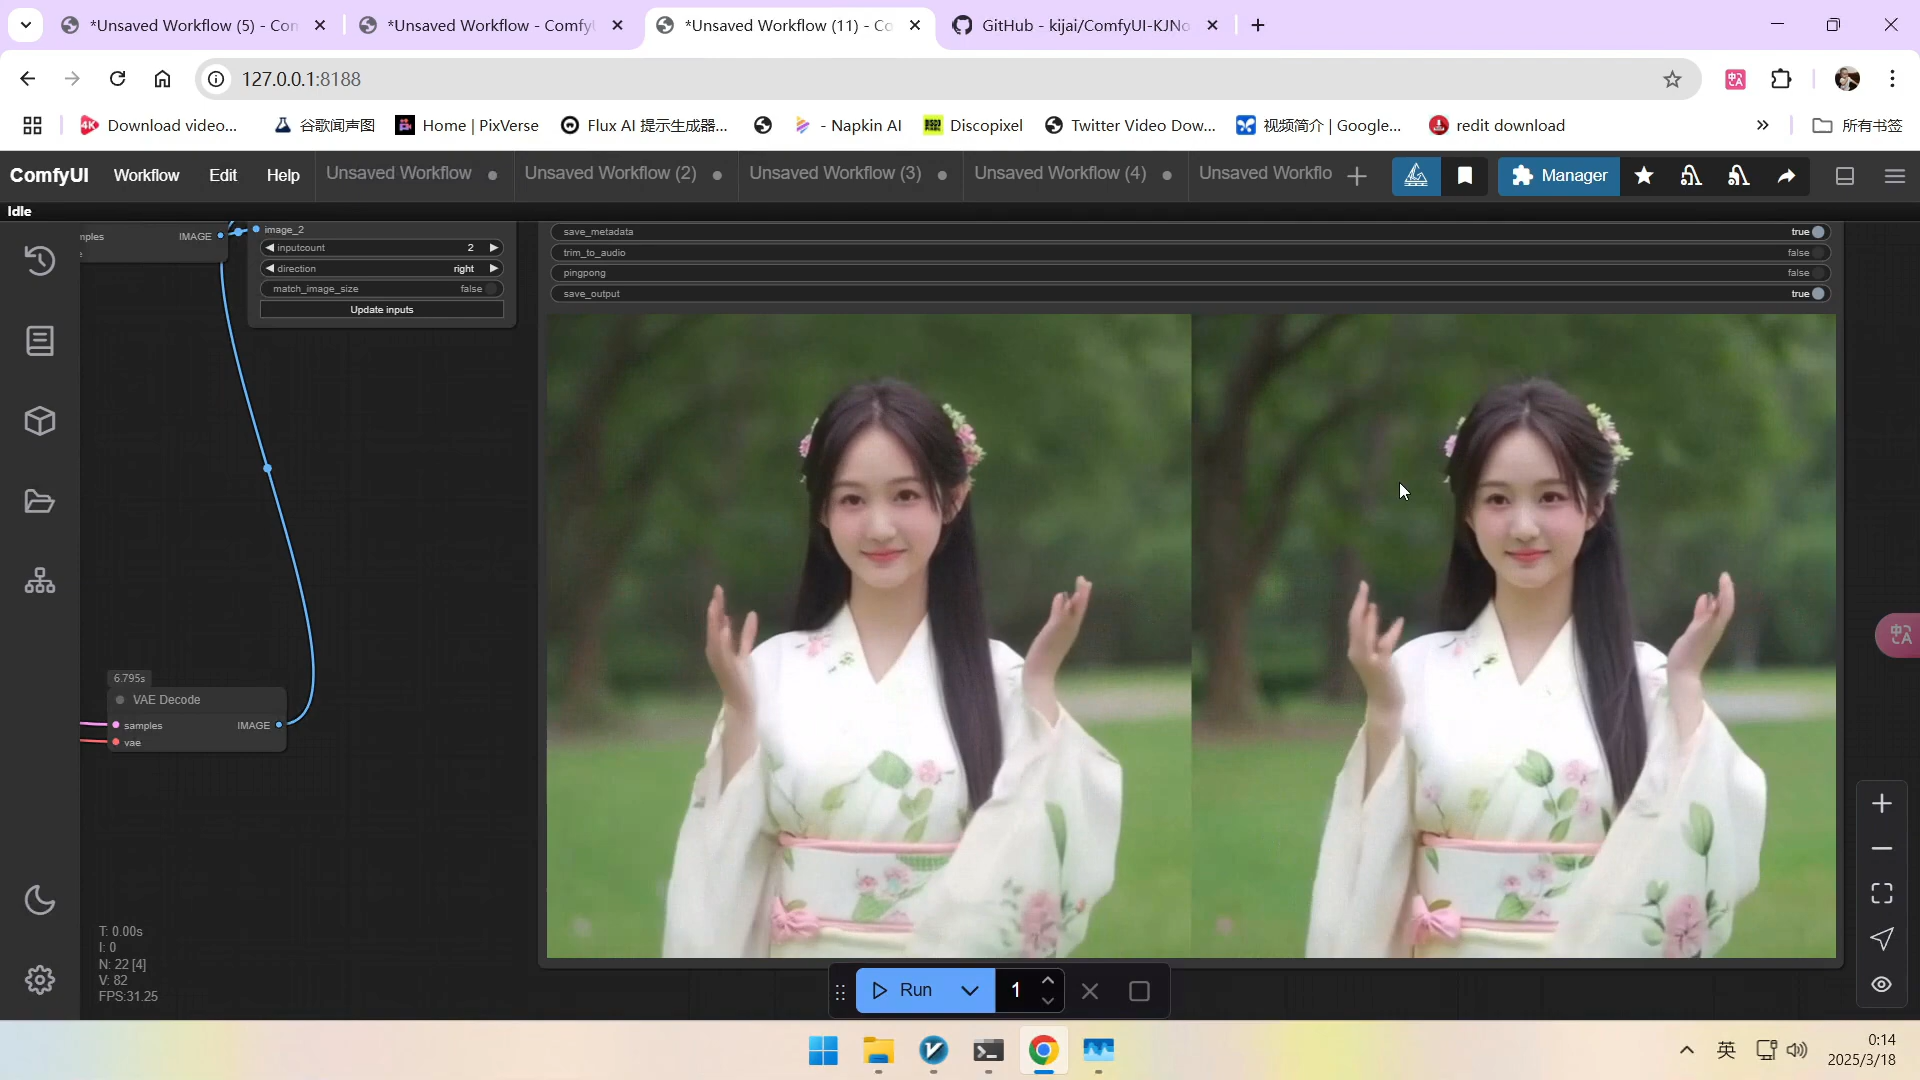 *Unsaved Workflow (5) - Con
*Unsaved Workflow - ComfyU
*Unsaved Workflow (11) - Co
GitHub - kijai/ComfyUI-KJNo
127.0.0.1:8188
Download video...
谷歌闻声图
Home | PixVerse
Flux AI 提示生成器...
- Napkin AI
Discopixel
Twitter Video Dow...
视频简介 | Google...
redit download
所有书签
ComfyUI
Workflow
Edit
Help
Unsaved Workflow
Unsaved Workflow (2)
Unsaved Workflow (3)
Unsaved Workflow (4)
Unsaved Workflo
Manager
Idle
mples
IMAGE
image_2
inputcount 2
direction right
match_image_size false
Update inputs
save_metadata true
trim_to_audio false
pingpong false
save_output true
6.795s
VAE Decode
samples IMAGE
vae
T: 0.00s
I: 0
N: 22 [4]
V: 82
FPS:31.25
Run
1
英
0:14
2025/3/18